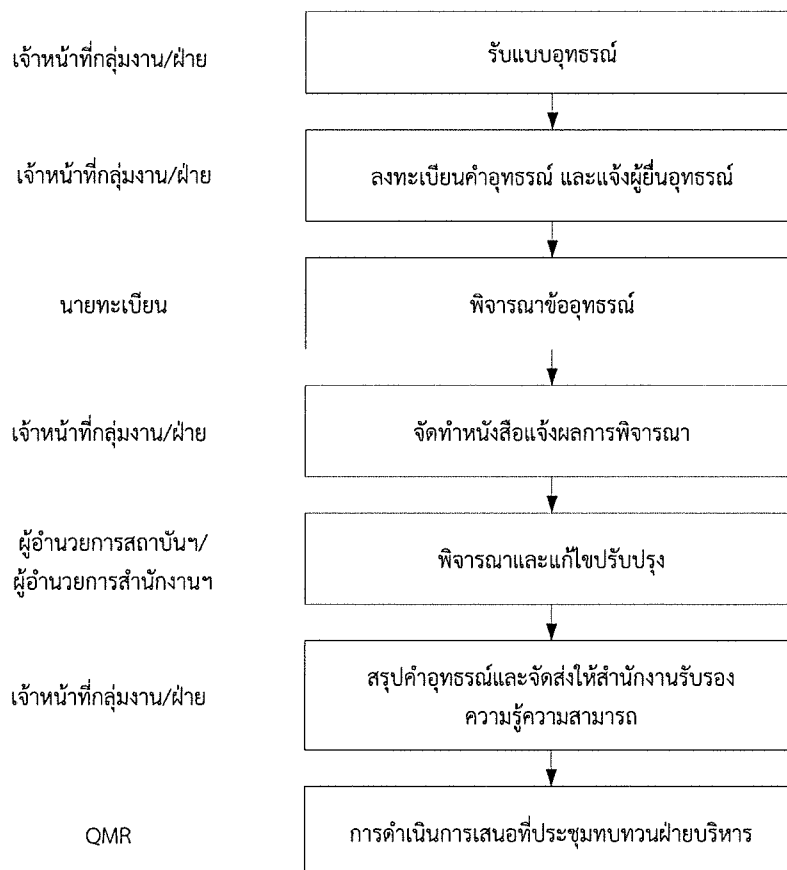 เจ้าหน้าที่กลุ่มงาน/ฝ่าย
รับแบบอุทธรณ์
เจ้าหน้าที่กลุ่มงาน/ฝ่าย
ลงทะเบียนคำอุทธรณ์ และแจ้งผู้ยื่นอุทธรณ์
นายทะเบียน
พิจารณาข้ออุทธรณ์
เจ้าหน้าที่กลุ่มงาน/ฝ่าย
จัดทำหนังสือแจ้งผลการพิจารณา
ผู้อำนวยการสถาบันฯ/
ผู้อำนวยการสำนักงานฯ
พิจารณาและแก้ไขปรับปรุง
เจ้าหน้าที่กลุ่มงาน/ฝ่าย
สรุปคำอุทธรณ์และจัดส่งให้สำนักงานรับรอง
ความรู้ความสามารถ
QMR
การดำเนินการเสนอที่ประชุมทบทวนฝ่ายบริหาร